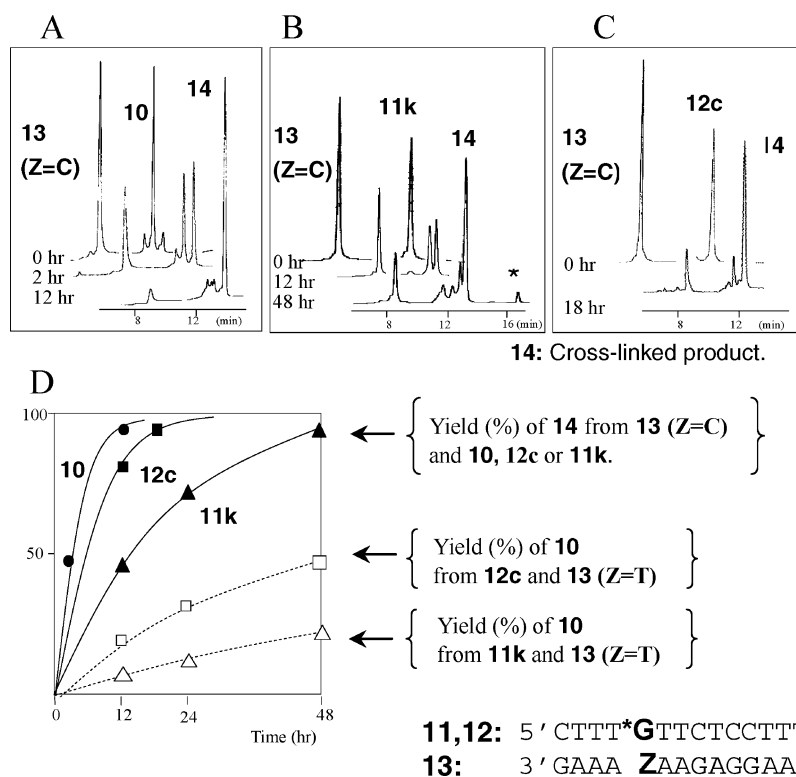 A
B
C
13
(Z=C)
10
14
0 hr
2 hr
12 hr
8
12
(min)
13
(Z=C)
11k
14
*
0 hr
12 hr
48 hr
8
12
16 (min)
13
(Z=C)
12c
14
0 hr
18 hr
8
12
(min)
14: Cross-linked product.
D
100
50
10
12c
11k
0
12
24
48
Time (hr)
Yield (%) of 14 from 13 (Z=C)
and 10, 12c or 11k.
Yield (%) of 10
from 12c and 13 (Z=T)
Yield (%) of 10
from 11k and 13 (Z=T)
11,12: 5'CTTT*GTTCTCCTTT
13: 3'GAAA ZAAGAGGAA